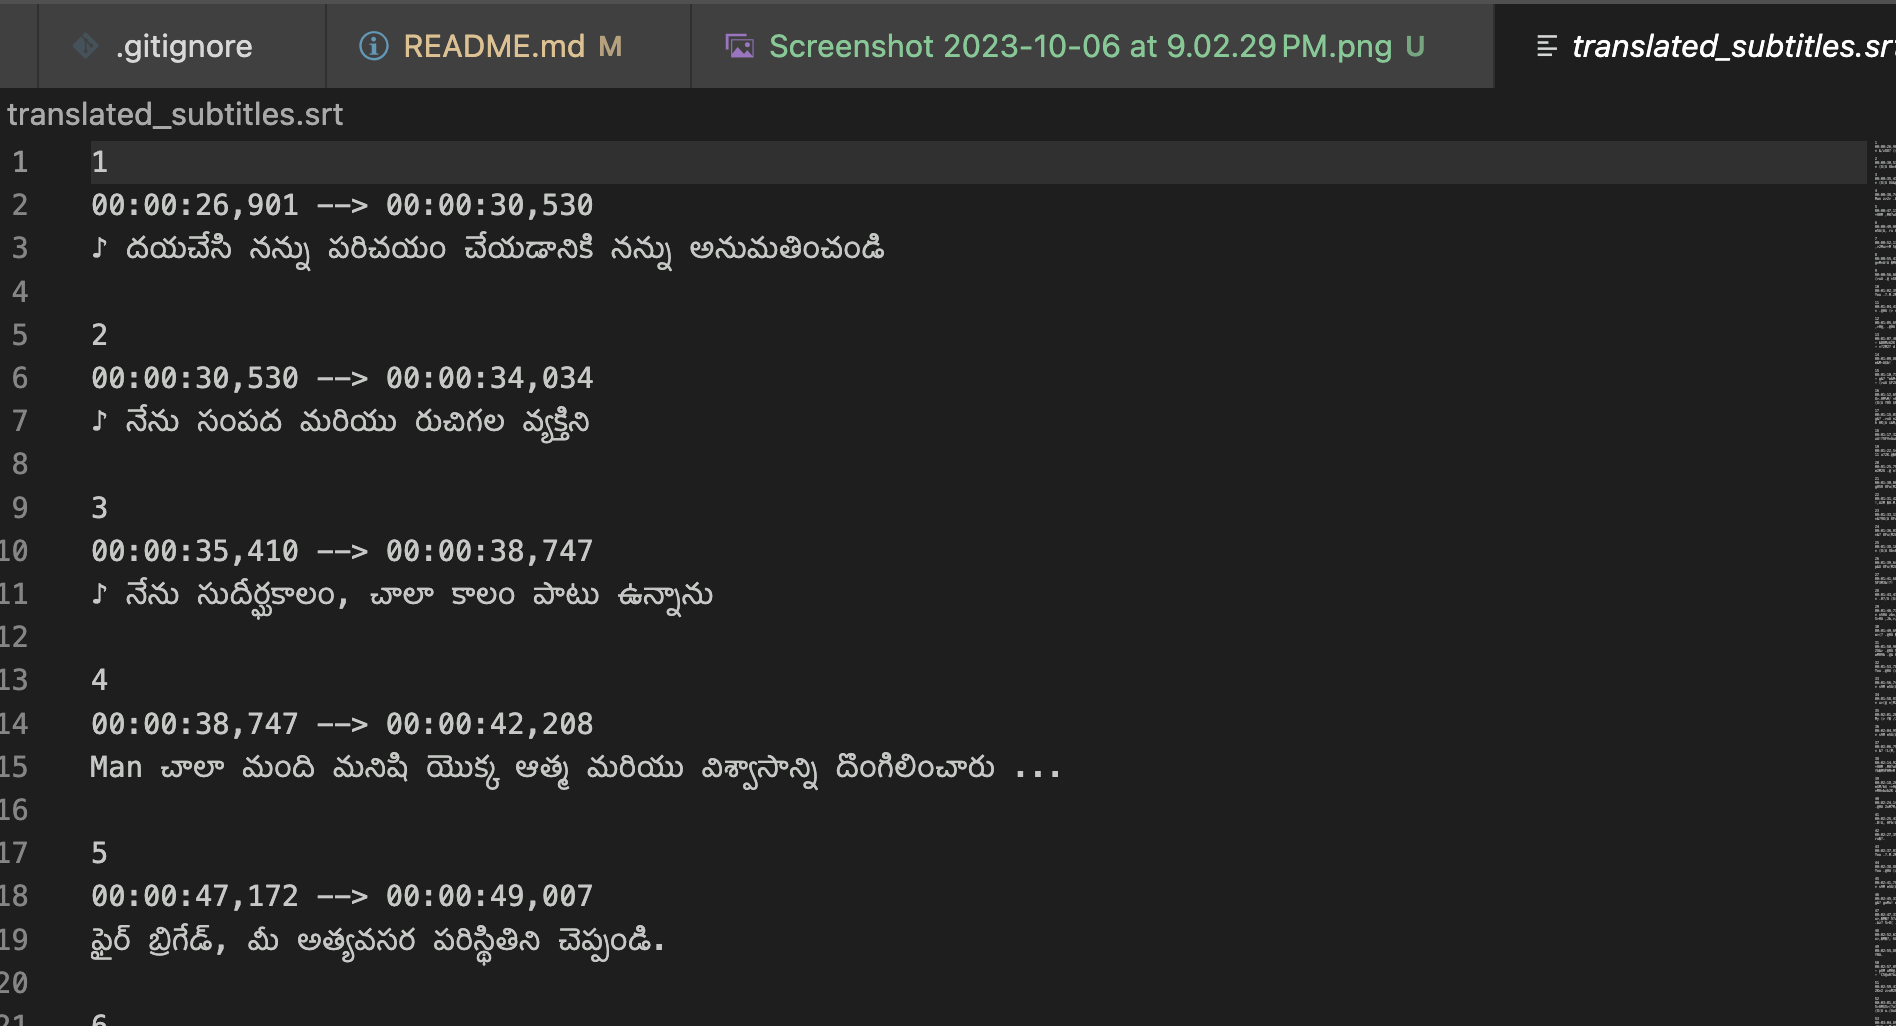 .gitignore
README.md M
Screenshot 2023-10-06 at 9.02.29 PM.png U
translated_subtitles.sr
translated_subtitles.srt
1 1
2 00:00:26,901 --> 00:00:30,530
3 ♪ దయచేసి నన్ను పరిచయం చేయడానికి నన్ను అనుమతించండి
4
5 2
6 00:00:30,530 --> 00:00:34,034
7 ♪ నేను సంపద మరియు రుచిగల వ్యక్తిని
8
9 3
10 00:00:35,410 --> 00:00:38,747
11 ♪ నేను సుదీర్ఘకాలం, చాలా కాలం పాటు ఉన్నాను
12
13 4
14 00:00:38,747 --> 00:00:42,208
15 Man చాలా మంది మనిషి యొక్క ఆత్మ మరియు విశ్వాసాన్ని దొంగిలించారు ...
16
17 5
18 00:00:47,172 --> 00:00:49,007
19 ఫైర్ బ్రిగేడ్, మీ అత్యవసర పరిస్థితిని చెప్పండి.
20
21 6